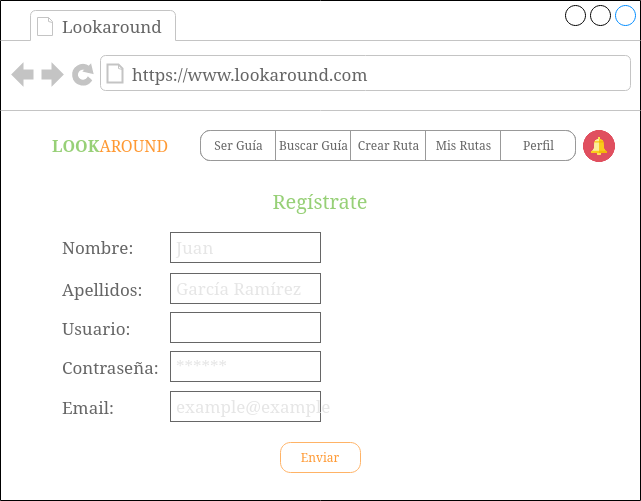 Lookaround
https://www.lookaround.com
LOOKAROUND
Ser Guía Buscar Guía Crear Ruta Mis Rutas Perfil
Regístrate
Nombre: Juan
Apellidos: García Ramírez
Usuario:
Contraseña: ******
Email: example@example
Enviar